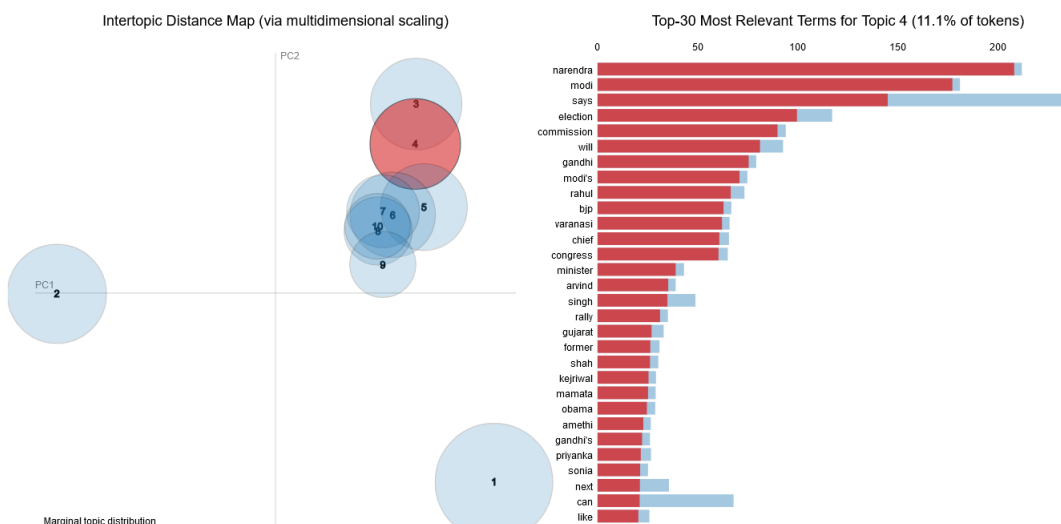 Intertopic Distance Map (via multidimensional scaling)
PC2
3
4
5
7
6
10
8
9
PC1
2
1
Marginal topic distribution
Top-30 Most Relevant Terms for Topic 4 (11.1% of tokens)
0 50 100 150 200
narendra
modi
says
election
commission
will
gandhi
modi's
rahul
bjp
varanasi
chief
congress
minister
arvind
singh
rally
gujarat
former
shah
kejriwal
mamata
obama
amethi
gandhi's
priyanka
sonia
next
can
like